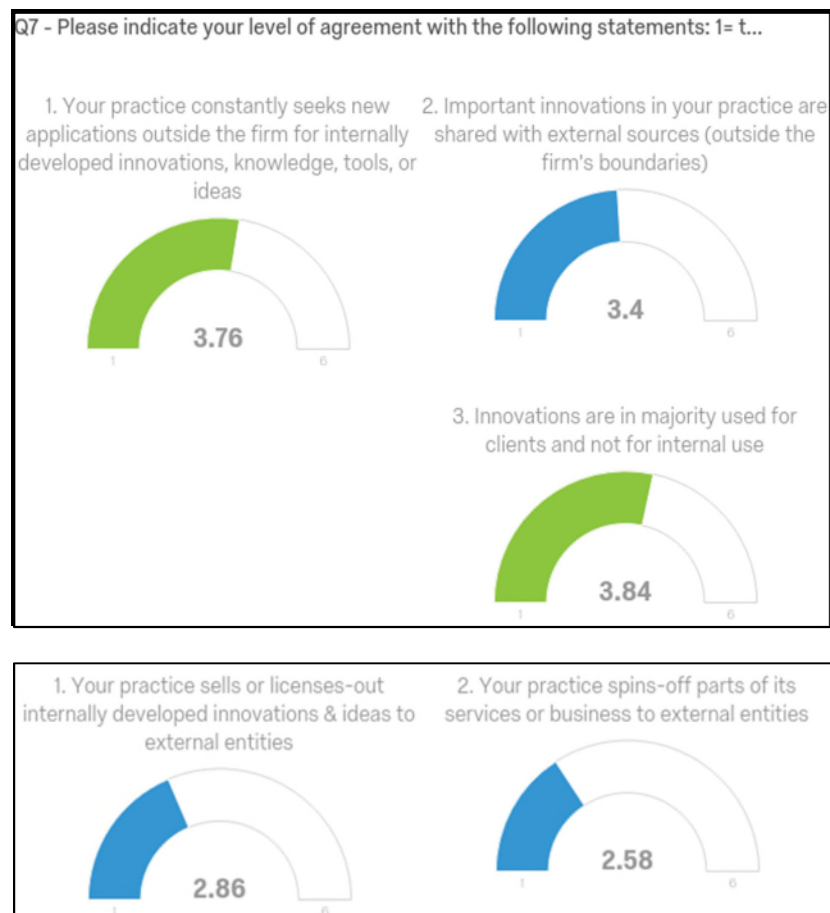 Q7 - Please indicate your level of agreement with the following statements: 1= t...
1. Your practice constantly seeks new
applications outside the firm for internally
developed innovations, knowledge, tools, or
ideas
3.76
1
6
2. Important innovations in your practice are
shared with external sources (outside the
firm's boundaries)
3.4
1
6
3. Innovations are in majority used for
clients and not for internal use
3.84
1
6
1. Your practice sells or licenses-out
internally developed innovations & ideas to
external entities
2.86
1
6
2. Your practice spins-off parts of its
services or business to external entities
2.58
1
6